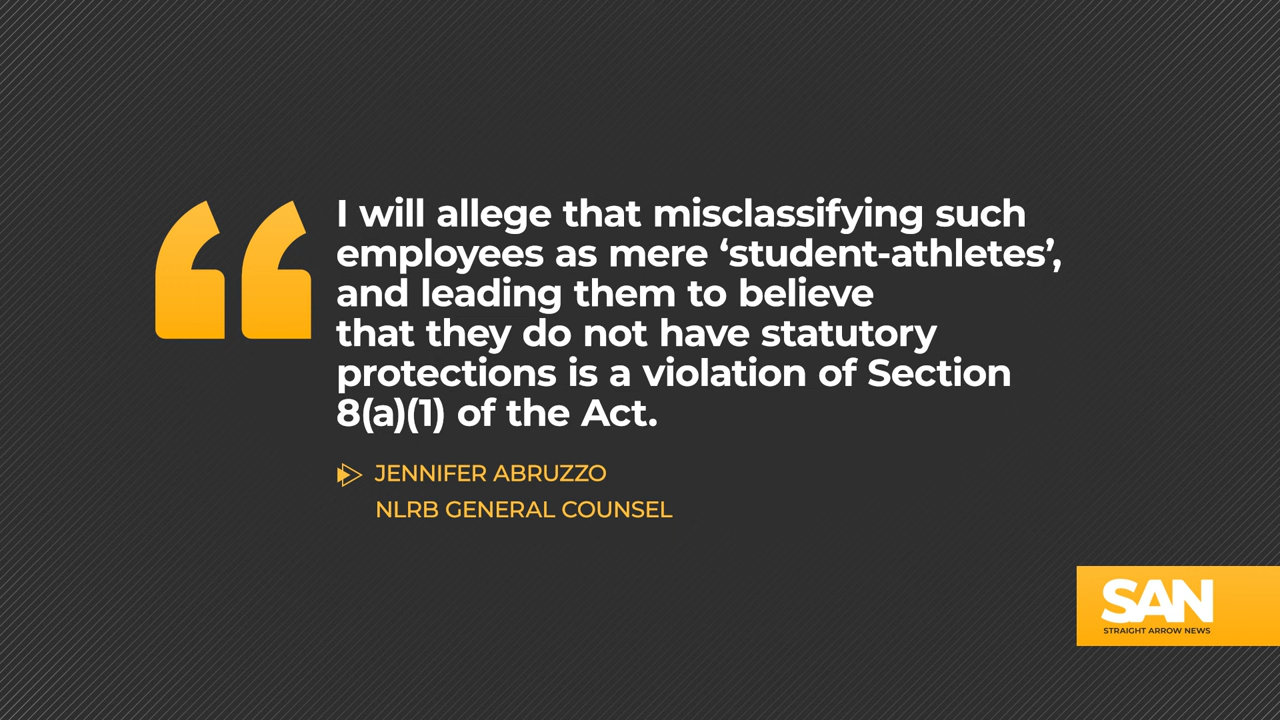 I will allege that misclassifying such
employees as mere ‘student-athletes’,
and leading them to believe
that they do not have statutory
protections is a violation of Section
8(a)(1) of the Act.
JENNIFER ABRUZZO
NLRB GENERAL COUNSEL
SAN
STRAIGHT ARROW NEWS